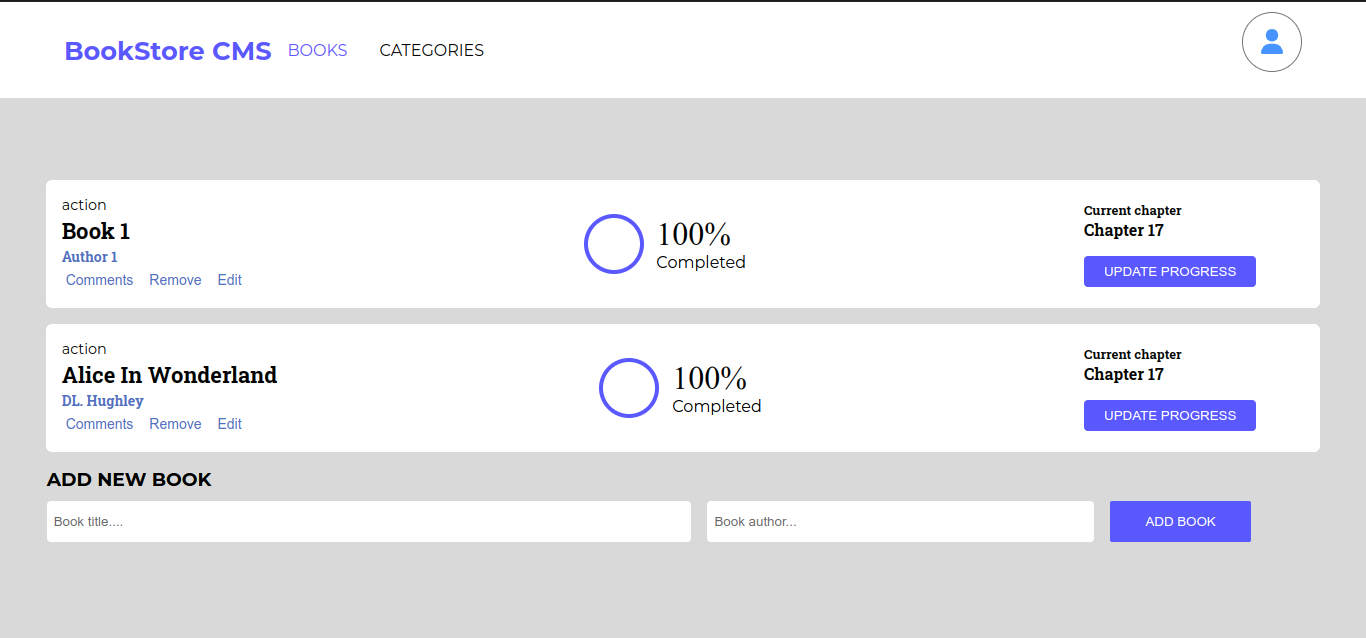 BookStore CMS BOOKS CATEGORIES
action
Book 1
Author 1
Comments Remove Edit
100%
Completed
Current chapter
Chapter 17
UPDATE PROGRESS
action
Alice In Wonderland
DL. Hughley
Comments Remove Edit
100%
Completed
Current chapter
Chapter 17
UPDATE PROGRESS
ADD NEW BOOK
Book title.... Book author... ADD BOOK